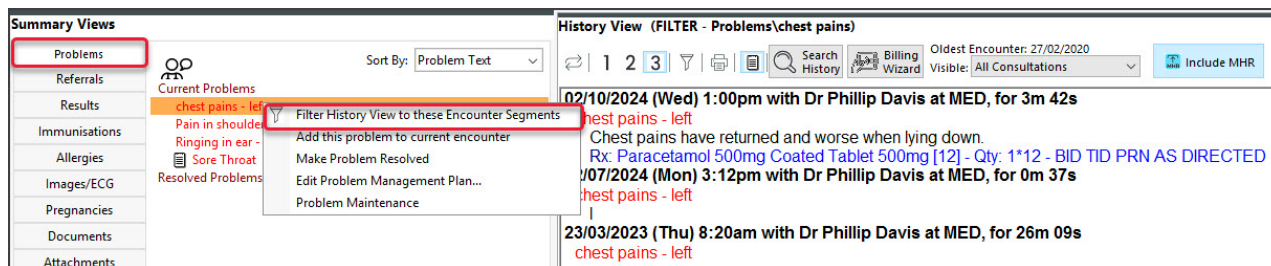 Summary Views
Problems
Referrals
Results
Immunisations
Allergies
Images/ECG
Pregnancies
Documents
Attachments
Sort By: Problem Text
Current Problems
chest pains - lef
Pain in shoulde
Ringing in ear -
Sore Throat
Resolved Problems
Filter History View to these Encounter Segments
Add this problem to current encounter
Make Problem Resolved
Edit Problem Management Plan...
Problem Maintenance
History View (FILTER - Problems\chest pains)
1 2 3 Search History Billing Wizard
Oldest Encounter: 27/02/2020
Visible: All Consultations
Include MHR
02/10/2024 (Wed) 1:00pm with Dr Phillip Davis at MED, for 3m 42s
hest pains - left
Chest pains have returned and worse when lying down.
Rx: Paracetamol 500mg Coated Tablet 500mg [12] - Qty: 1*12 - BID TID PRN AS DIRECTED
/07/2024 (Mon) 3:12pm with Dr Phillip Davis at MED, for 0m 37s
chest pains - left
l
23/03/2023 (Thu) 8:20am with Dr Phillip Davis at MED, for 26m 09s
chest pains - left